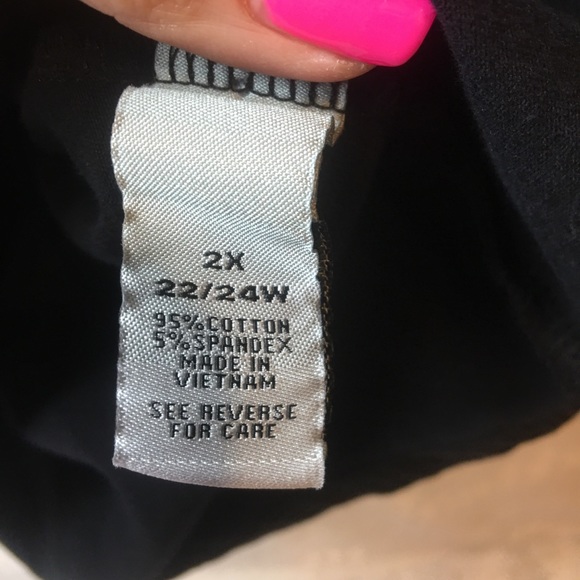 2X
22/24W
95%COTTON
5%SPANDEX
MADE IN
VIETNAM
SEE REVERSE
FOR CARE